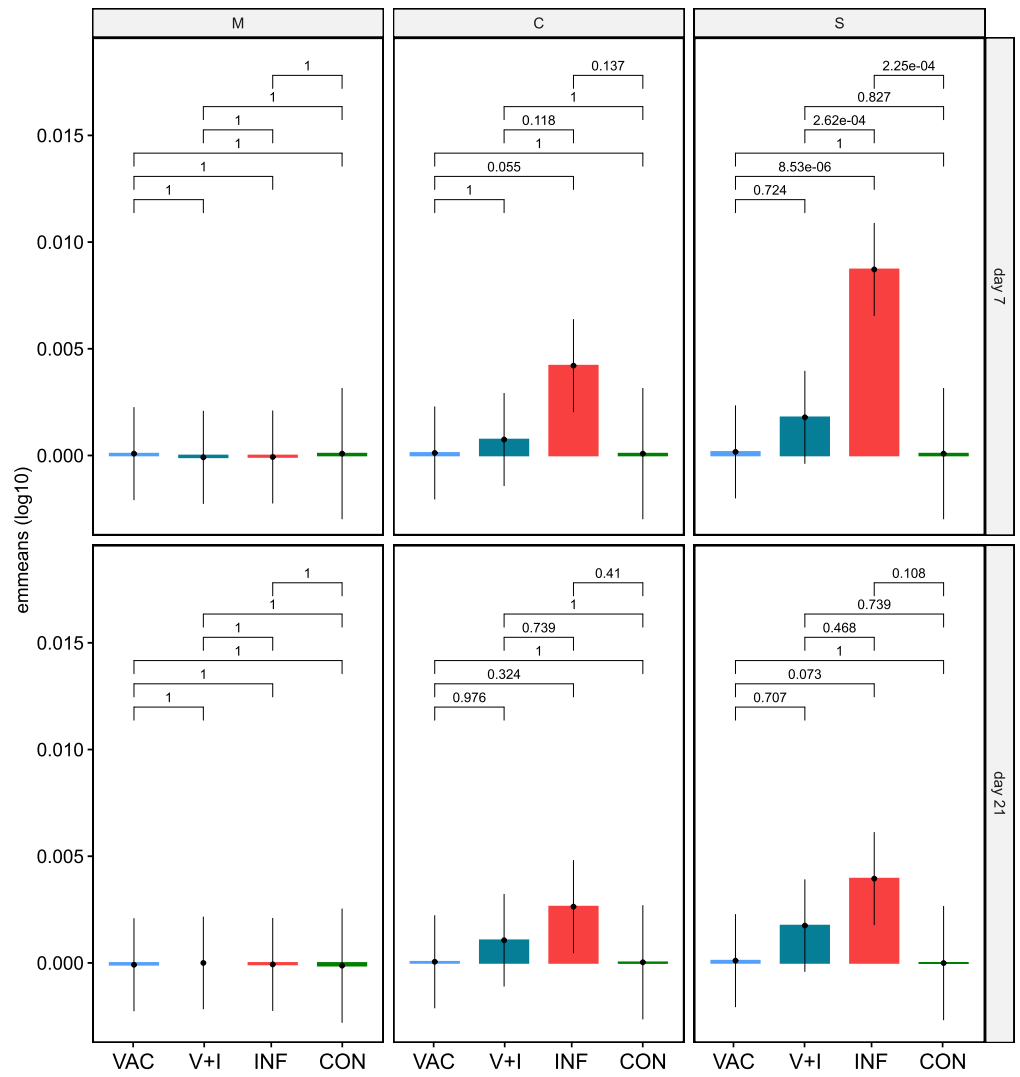 M C S
1 0.137 2.25e-04
1 1 0.827
1 0.118 2.62e-04
1 1 1
1 0.055 8.53e-06
1 1 0.724
0.015
0.010
0.005
0.000
day 7
emmeans (log10)
1 0.41 0.108
1 1 0.739
1 0.739 0.468
1 1 1
1 0.324 0.073
1 0.976 0.707
0.015
0.010
0.005
0.000
day 21
VAC V+I INF CON VAC V+I INF CON VAC V+I INF CON